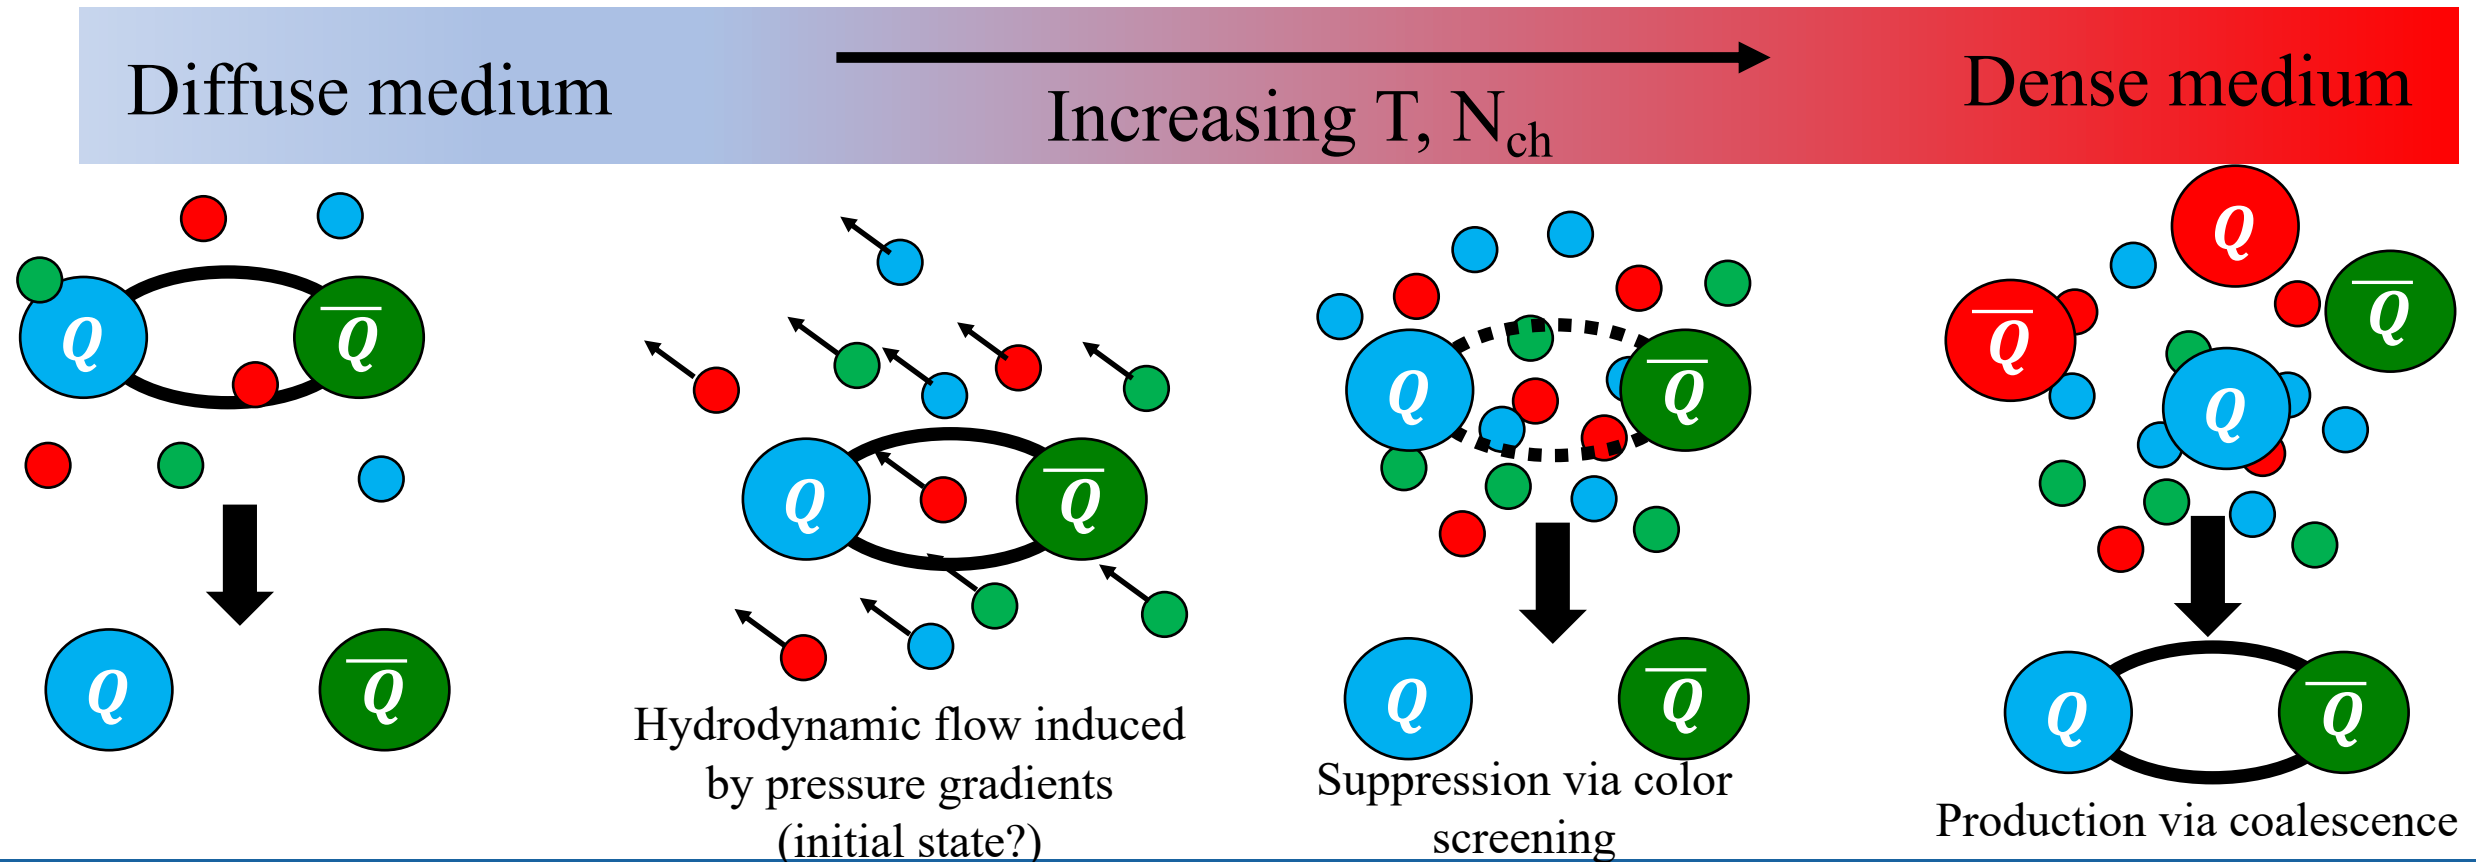 Diffuse medium
Increasing T, N_ch
Dense medium
Q Q̅
Q Q̅
Q Q̅
Q
Q̅
Q̅
Q
Q Q̅
Q Q̅
Q Q̅
Hydrodynamic flow induced
by pressure gradients
(initial state?)
Suppression via color
screening
Production via coalescence